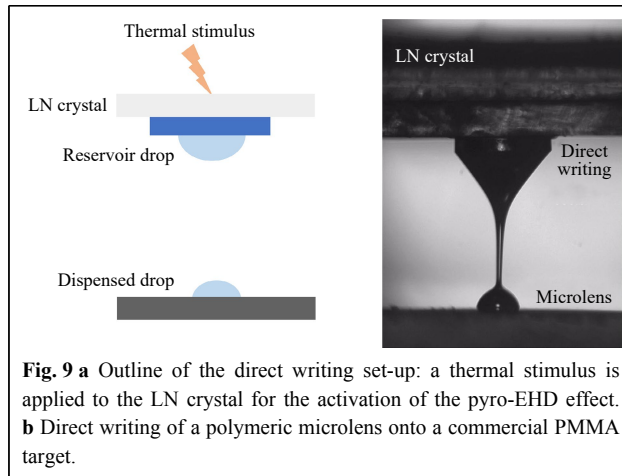 Thermal stimulus
LN crystal
Reservoir drop
Dispensed drop
LN crystal
Direct
writing
Microlens
Fig. 9 a Outline of the direct writing set-up: a thermal stimulus is
applied to the LN crystal for the activation of the pyro-EHD effect.
b Direct writing of a polymeric microlens onto a commercial PMMA
target.